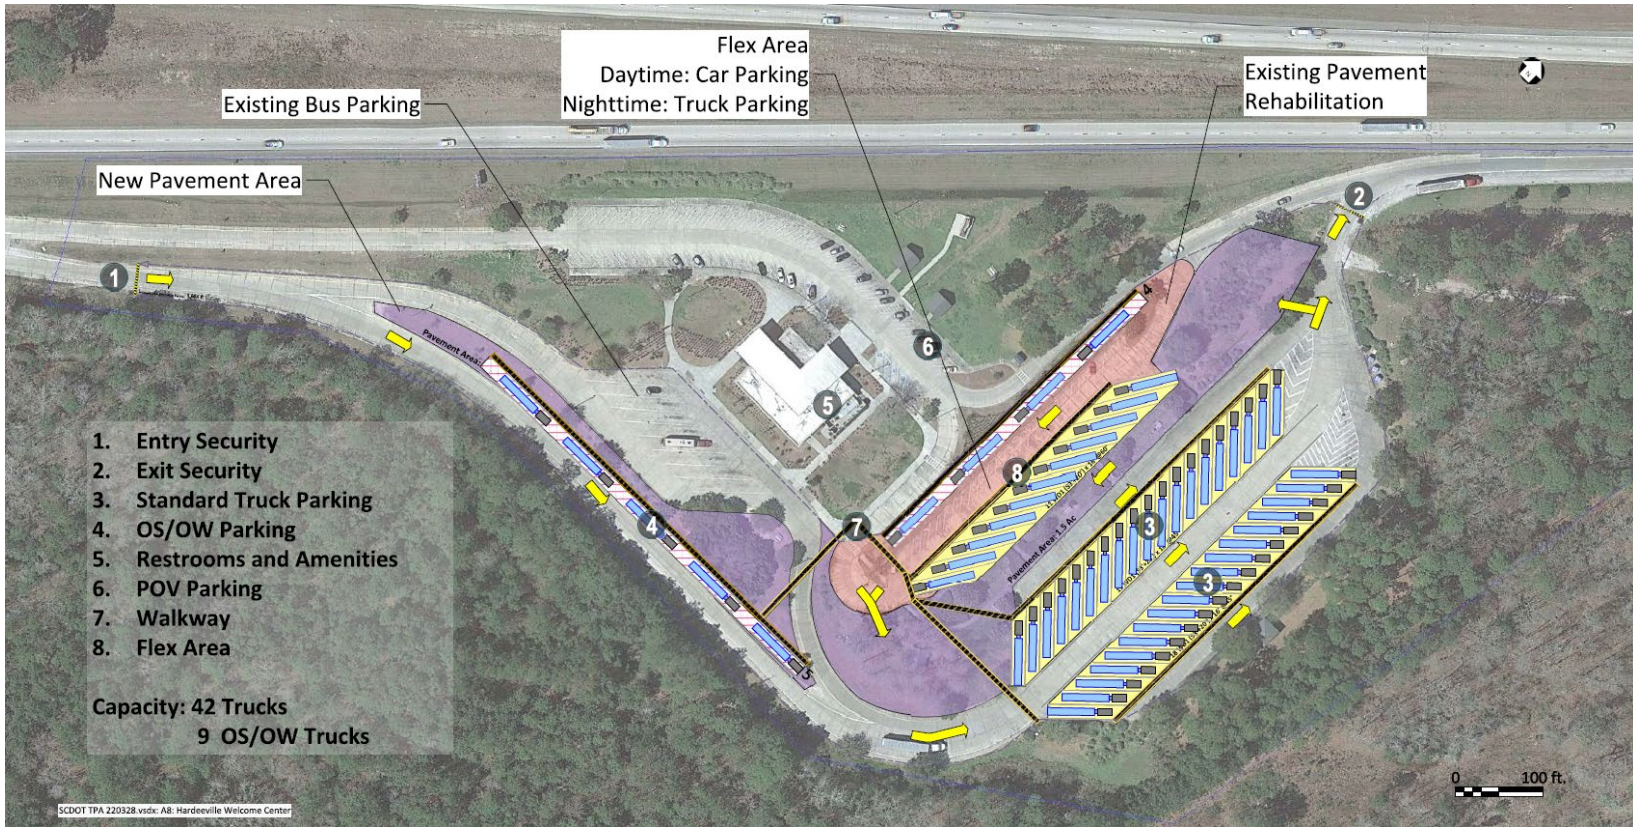 Flex Area
Daytime: Car Parking
Nighttime: Truck Parking
Existing Pavement
Rehabilitation
Existing Bus Parking
New Pavement Area
N
1
2
Pavement Area:
4
6
5
8
7
4
3
3
5
Pavement Area: 1.5 Ac
1. Entry Security
2. Exit Security
3. Standard Truck Parking
4. OS/OW Parking
5. Restrooms and Amenities
6. POV Parking
7. Walkway
8. Flex Area
Capacity: 42 Trucks
9 OS/OW Trucks
0 100 ft.
SCDOT TPA 220328.vsdx: A8: Hardeeville Welcome Center